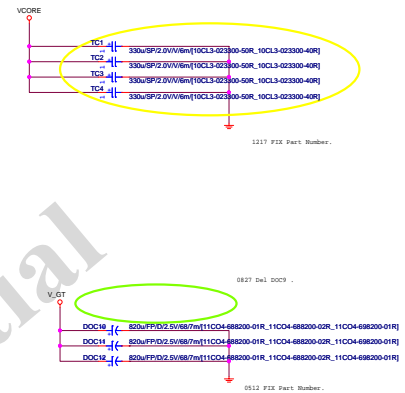 VCORE
TC1
1
330u/SP/2.0V/V/6m/[10CL3-023300-50R_10CL3-023300-40R]
TC2
1
330u/SP/2.0V/V/6m/[10CL3-023300-50R_10CL3-023300-40R]
TC3
1
330u/SP/2.0V/V/6m/[10CL3-023300-50R_10CL3-023300-40R]
TC4
1
330u/SP/2.0V/V/6m/[10CL3-023300-50R_10CL3-023300-40R]
1217 FIX Part Number.
0827 Del DOC9 .
V_GT
DOC10 820u/FP/D/2.5V/68/7m/[11CO4-688200-01R_11CO4-688200-02R_11CO4-698200-01R]
DOC11 820u/FP/D/2.5V/68/7m/[11CO4-688200-01R_11CO4-688200-02R_11CO4-698200-01R]
DOC12 820u/FP/D/2.5V/68/7m/[11CO4-688200-01R_11CO4-688200-02R_11CO4-698200-01R]
0512 FIX Part Number.
tial